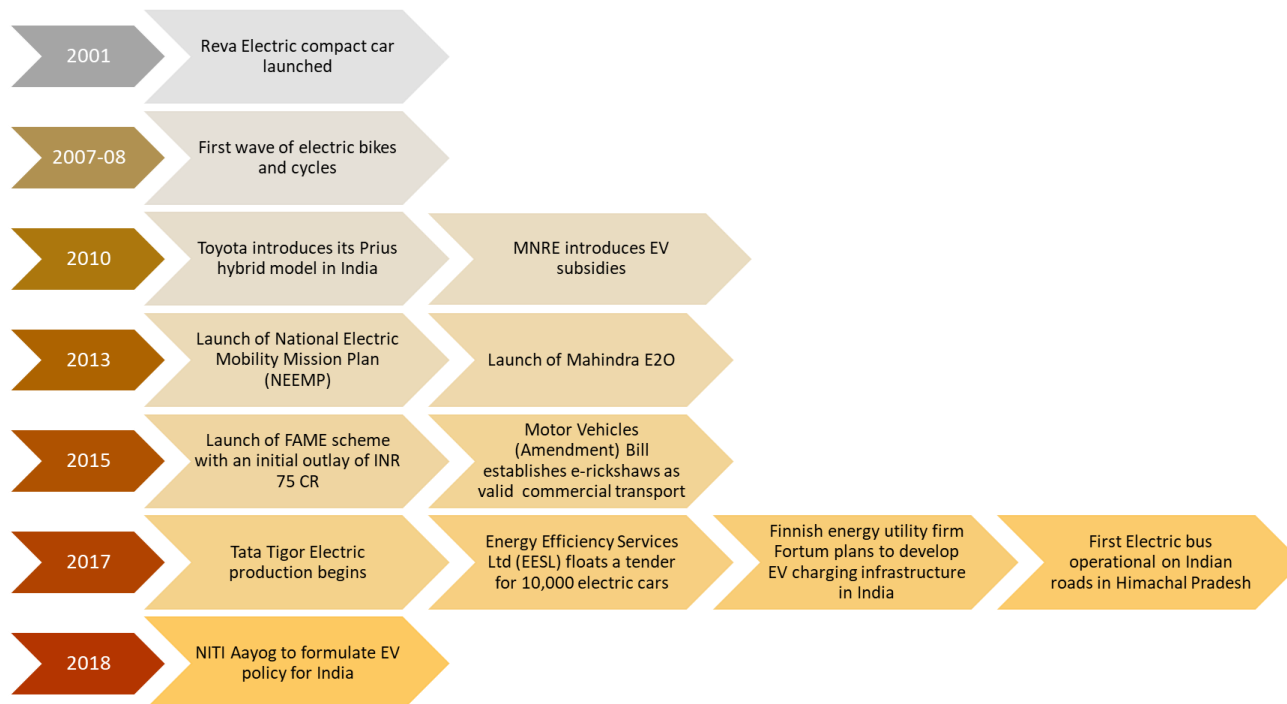 2001
Reva Electric compact car
launched
2007-08
First wave of electric bikes
and cycles
2010
Toyota introduces its Prius
hybrid model in India
MNRE introduces EV
subsidies
2013
Launch of National Electric
Mobility Mission Plan
(NEEMP)
Launch of Mahindra E2O
2015
Launch of FAME scheme
with an initial outlay of INR
75 CR
Motor Vehicles
(Amendment) Bill
establishes e-rickshaws as
valid commercial transport
2017
Tata Tigor Electric
production begins
Energy Efficiency Services
Ltd (EESL) floats a tender
for 10,000 electric cars
Finnish energy utility firm
Fortum plans to develop
EV charging infrastructure
in India
First Electric bus
operational on Indian
roads in Himachal Pradesh
2018
NITI Aayog to formulate EV
policy for India